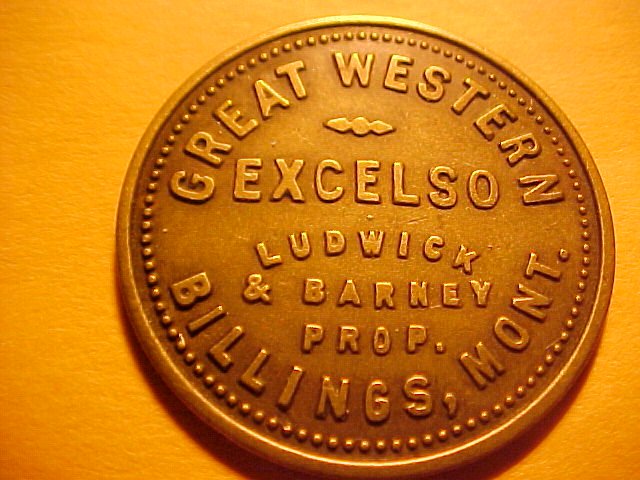 GREAT WESTERN
EXCELSO
LUDWICK
& BARNEY
PROP.
BILLINGS, MONT.